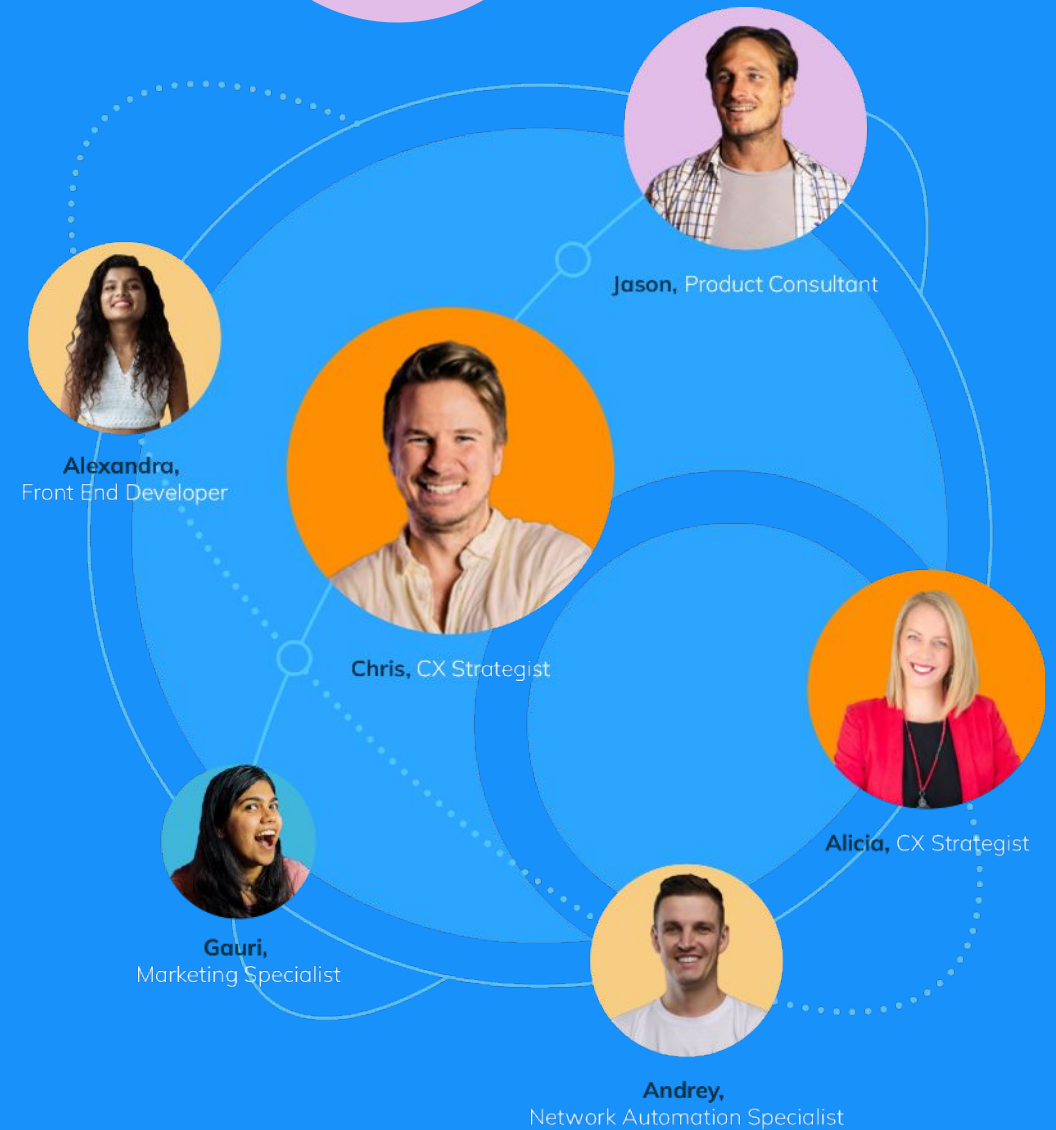 Jason, Product Consultant
Alexandra,
Front End Developer
Chris, CX Strategist
Alicia, CX Strategist
Gauri,
Marketing Specialist
Andrey,
Network Automation Specialist